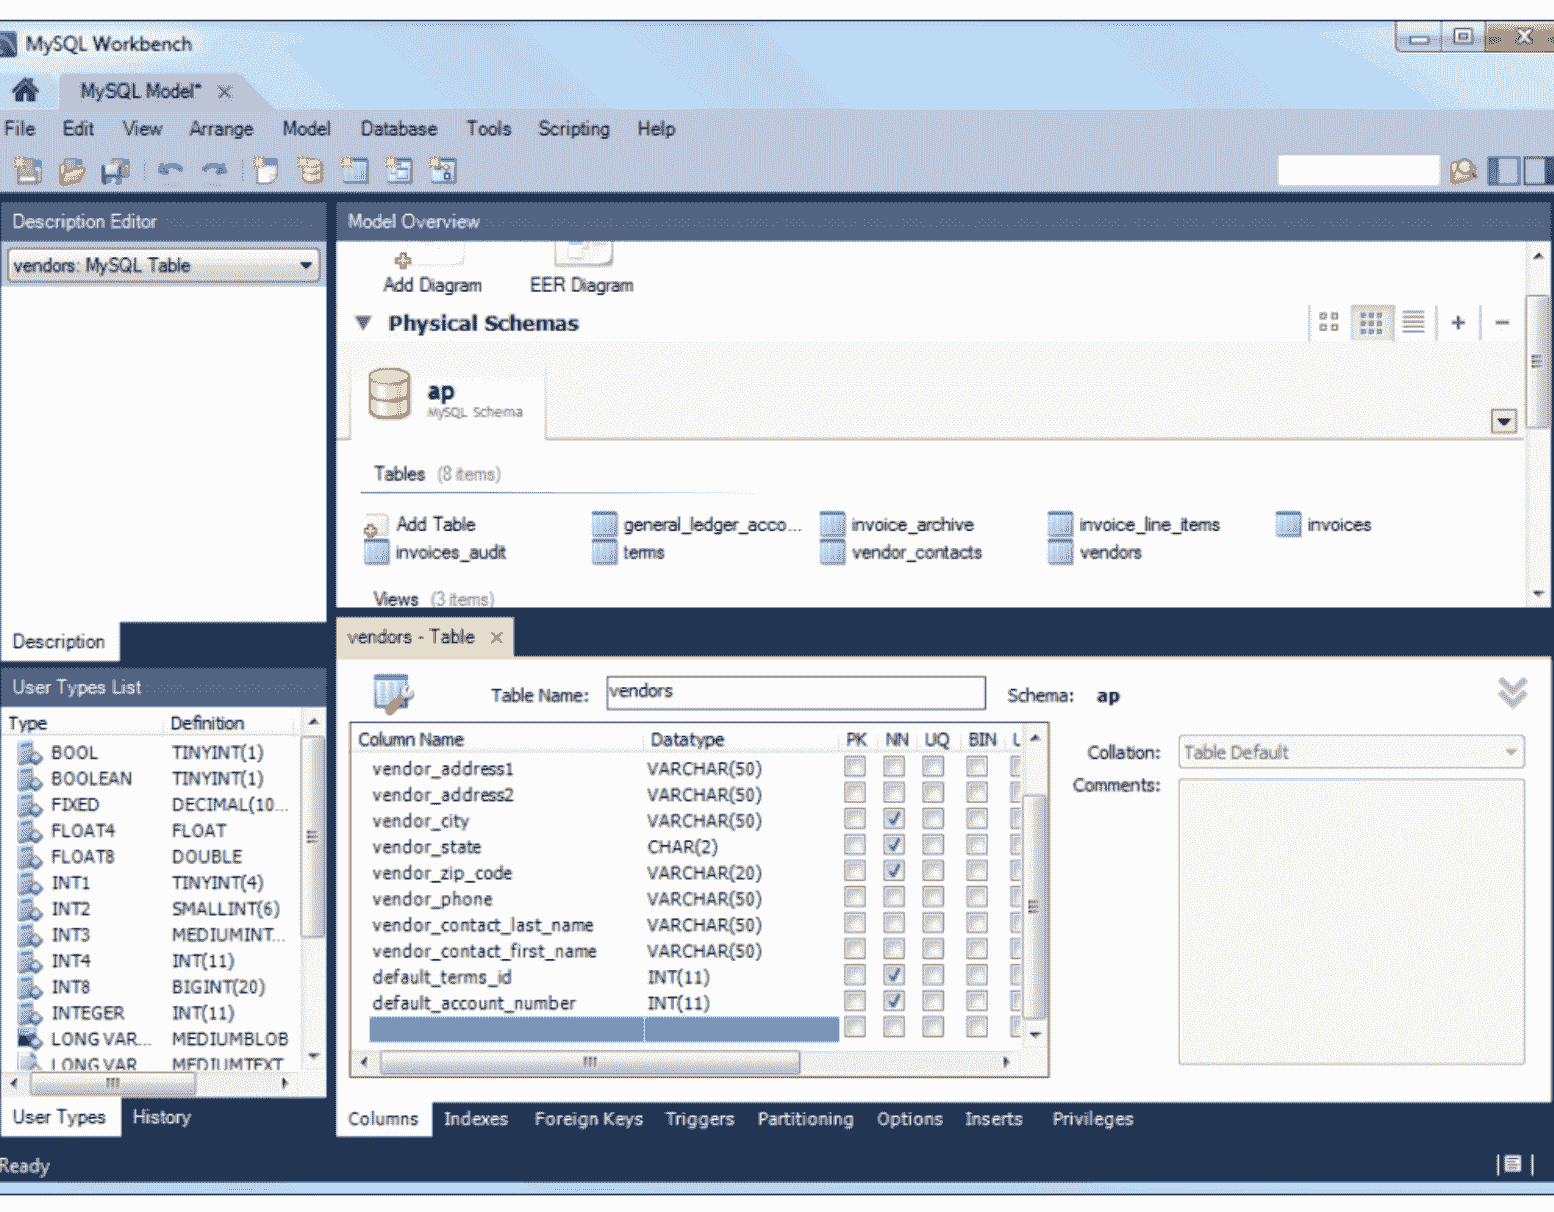 MySQL Workbench
MySQL Model*
File Edit View Arrange Model Database Tools Scripting Help
Description Editor
vendors: MySQL Table
Description
User Types List
Type Definition
BOOL TINYINT(1)
BOOLEAN TINYINT(1)
FIXED DECIMAL(10...
FLOAT4 FLOAT
FLOAT8 DOUBLE
INT1 TINYINT(4)
INT2 SMALLINT(6)
INT3 MEDIUMINT...
INT4 INT(11)
INT8 BIGINT(20)
INTEGER INT(11)
LONG VAR... MEDIUMBLOB
LONG VAR MEDIUMTEXT
User Types History
Model Overview
Add Diagram EER Diagram
Physical Schemas
ap
MySQL Schema
Tables (8 items)
Add Table general_ledger_acco... invoice_archive invoice_line_items invoices
invoices_audit terms vendor_contacts vendors
Views (3 items)
vendors - Table
Table Name: vendors Schema: ap
Column Name Datatype PK NN UQ BIN U
vendor_address1 VARCHAR(50)
vendor_address2 VARCHAR(50)
vendor_city VARCHAR(50)
vendor_state CHAR(2)
vendor_zip_code VARCHAR(20)
vendor_phone VARCHAR(50)
vendor_contact_last_name VARCHAR(50)
vendor_contact_first_name VARCHAR(50)
default_terms_id INT(11)
default_account_number INT(11)
Collation: Table Default
Comments:
Columns Indexes Foreign Keys Triggers Partitioning Options Inserts Privileges
Ready